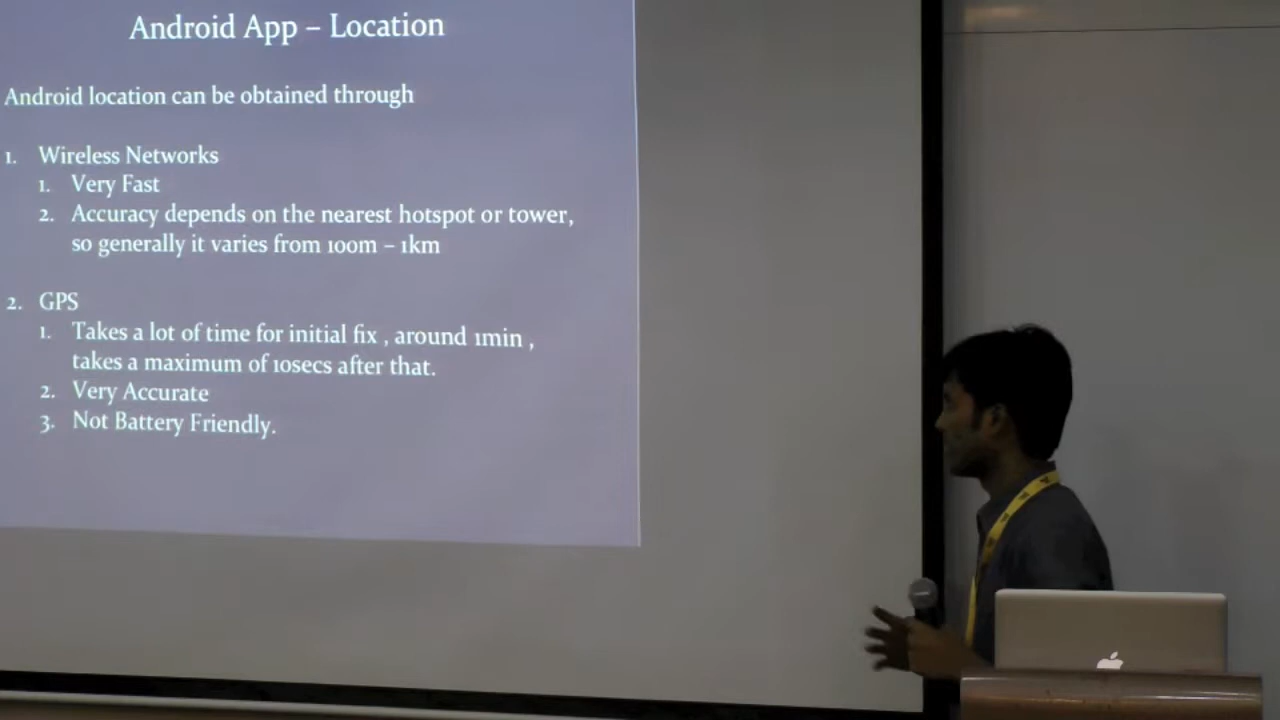 Android App – Location
Android location can be obtained through
1. Wireless Networks
1. Very Fast
2. Accuracy depends on the nearest hotspot or tower,
so generally it varies from 100m – 1km
2. GPS
1. Takes a lot of time for initial fix , around 1min ,
takes a maximum of 10secs after that.
2. Very Accurate
3. Not Battery Friendly.